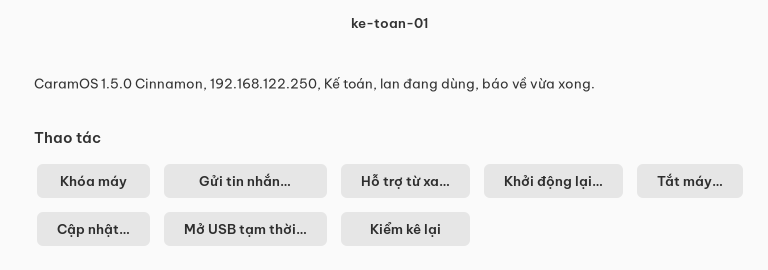 ke-toan-01
CaramOS 1.5.0 Cinnamon, 192.168.122.250, Kế toán, lan đang dùng, báo về vừa xong.
Thao tác
Khóa máy Gửi tin nhắn... Hỗ trợ từ xa... Khởi động lại... Tắt máy...
Cập nhật... Mở USB tạm thời... Kiểm kê lại